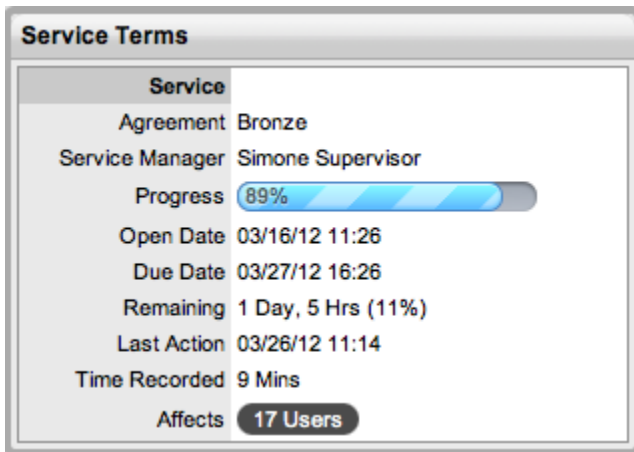 Service Terms
Service
Agreement Bronze
Service Manager Simone Supervisor
Progress 89%
Open Date 03/16/12 11:26
Due Date 03/27/12 16:26
Remaining 1 Day, 5 Hrs (11%)
Last Action 03/26/12 11:14
Time Recorded 9 Mins
Affects 17 Users